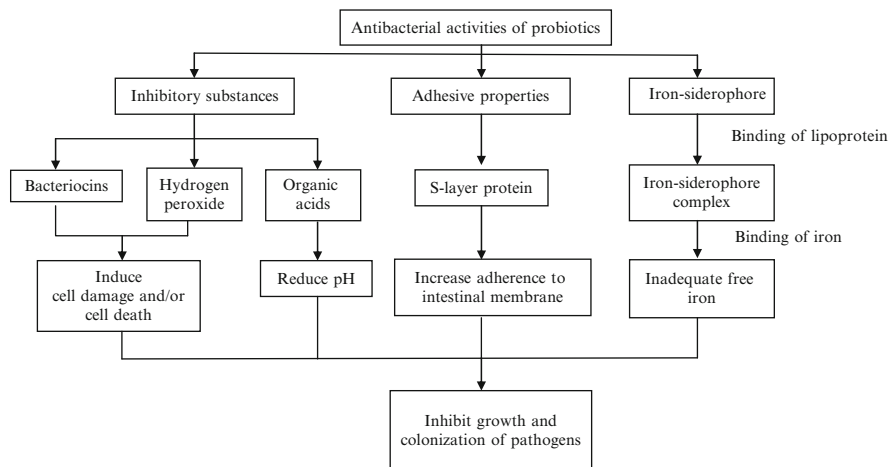 Antibacterial activities of probiotics
Inhibitory substances
Adhesive properties
Iron-siderophore
Binding of lipoprotein
Bacteriocins
Hydrogen
peroxide
Organic
acids
S-layer protein
Iron-siderophore
complex
Binding of iron
Induce
cell damage and/or
cell death
Reduce pH
Increase adherence to
intestinal membrane
Inadequate free
iron
Inhibit growth and
colonization of pathogens